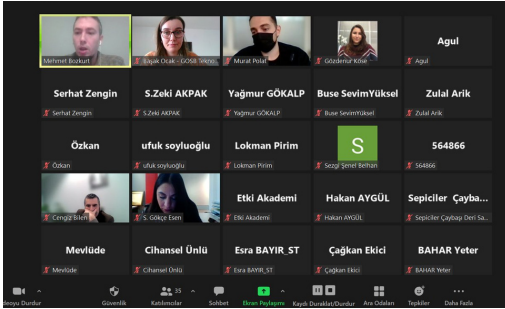 Mehmet Bozkurt
Başak Ocak - GOSB Tekno...
Murat Polat
Gözdenur Köse
Agul
Agul
Serhat Zengin
Serhat Zengin
S.Zeki AKPAK
S.Zeki AKPAK
Yağmur GÖKALP
Yağmur GÖKALP
Buse SevimYüksel
Buse SevimYüksel
Zulal Arik
Zulal Arik
Özkan
Özkan
ufuk soyluoğlu
ufuk soyluoğlu
Lokman Pirim
Lokman Pirim
S
Sezgi Şenel Belhan
564866
564866
Cengiz Bilen
S. Gökçe Esen
Etki Akademi
Etki Akademi
Hakan AYGÜL
Hakan AYGÜL
Sepiciler Çayba...
Sepiciler Çaybaşı Deri Sa...
Mevlüde
Mevlüde
Cihansel Ünlü
Cihansel Ünlü
Esra BAYIR_ST
Esra BAYIR_ST
Çağkan Ekici
Çağkan Ekici
BAHAR Yeter
BAHAR Yeter
deoyu Durdur
Güvenlik
35
Katılımcılar
Sohbet
Ekran Paylaşımı
Kaydı Duraklat/Durdur
Ara Odaları
Tepkiler
Daha Fazla